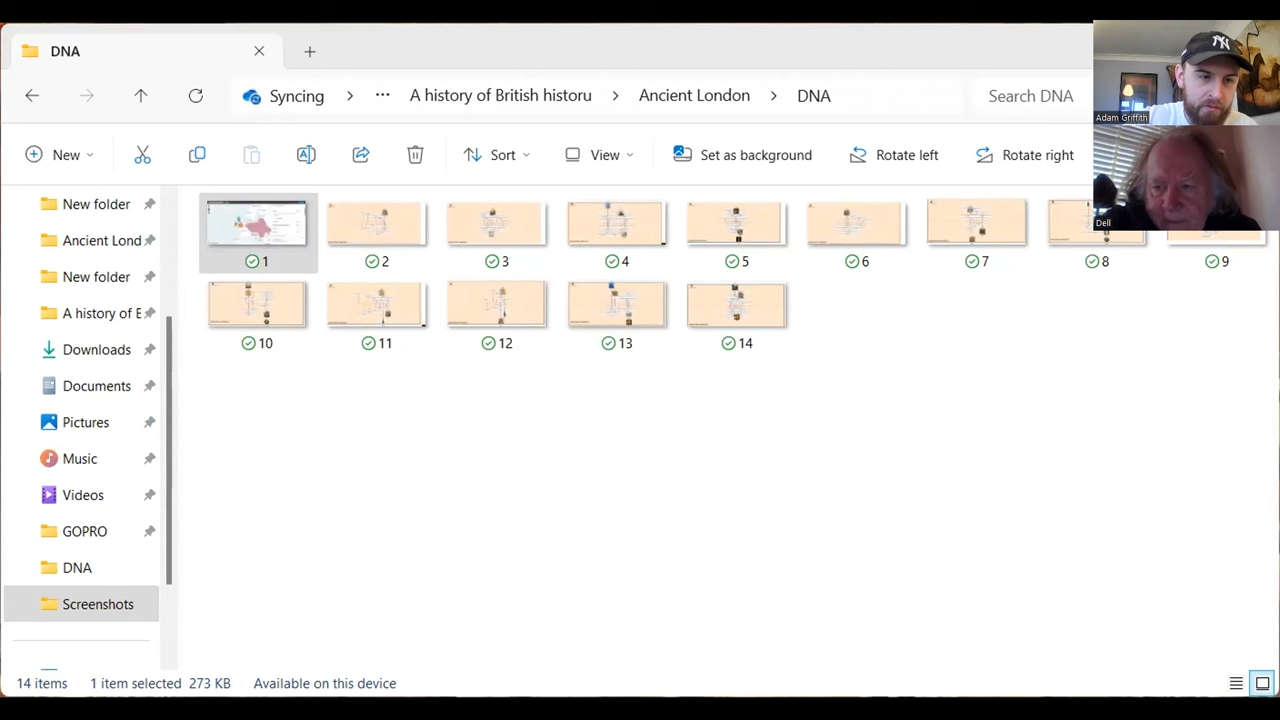 DNA
Syncing
A history of British historu
Ancient London
DNA
Search DNA
New
Sort
View
Set as background
Rotate left
Rotate right
Adam Griffith
Dell
New folder
Ancient Lond
New folder
A history of E
Downloads
Documents
Pictures
Music
Videos
GOPRO
DNA
Screenshots
1
2
3
4
5
6
7
8
9
10
11
12
13
14
14 items
1 item selected 273 KB
Available on this device